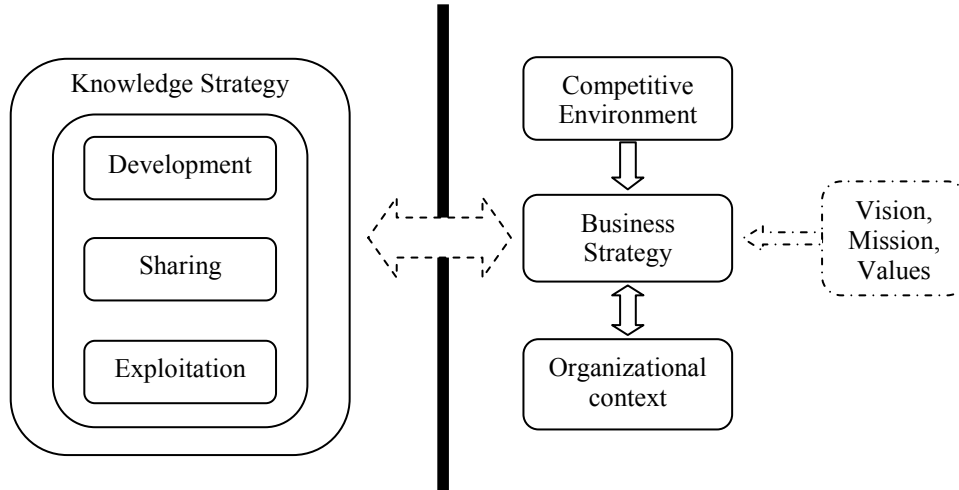 Knowledge Strategy
Development
Sharing
Exploitation
Competitive
Environment
Business
Strategy
Organizational
context
Vision,
Mission,
Values